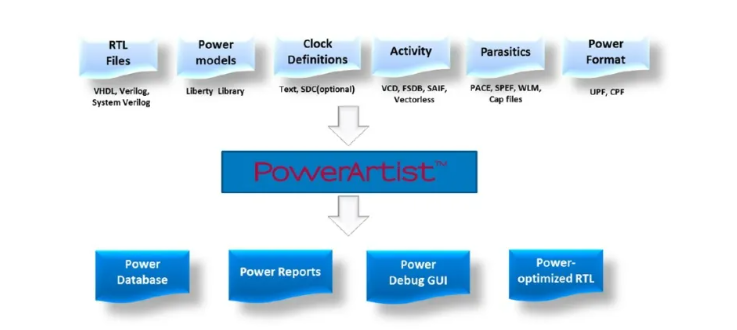 RTL
Files
Power
models
Clock
Definitions
Activity
Parasitics
Power
Format
VHDL, Verilog,
System Verilog
Liberty Library
Text, SDC(optional)
VCD, FSDB, SAIF,
Vectorless
PACE, SPEF, WLM,
Cap files
UPF, CPF
PowerArtist™
Power
Database
Power Reports
Power
Debug GUI
Power-
optimized RTL